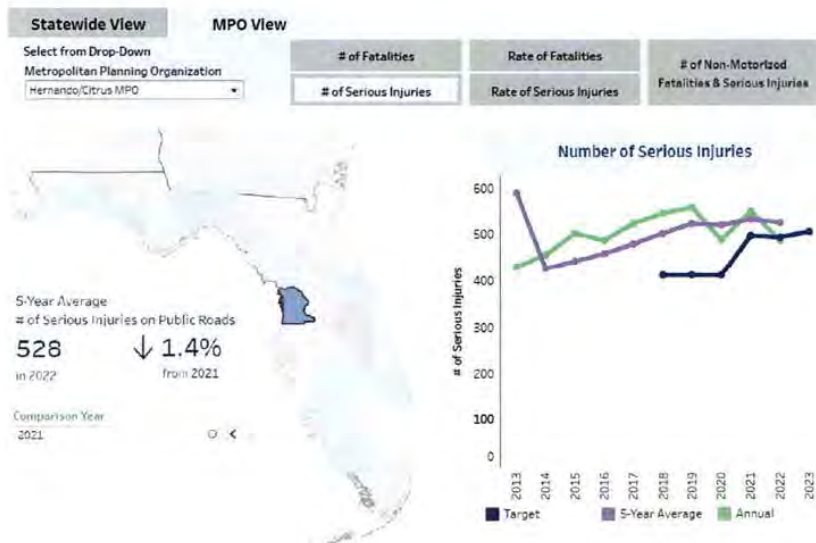 Statewide View
MPO View
Select from Drop-Down
Metropolitan Planning Organization
Hernando/Citrus MPO
# of Fatalities
Rate of Fatalities
# of Non-Motorized
Fatalities & Serious Injuries
# of Serious Injuries
Rate of Serious Injuries
5-Year Average
# of Serious Injuries on Public Roads
528
in 2022
↓ 1.4%
from 2021
Comparison Year
2021
Number of Serious Injuries
# of Serious Injuries
600
500
400
300
200
100
0
2013
2014
2015
2016
2017
2018
2019
2020
2021
2022
2023
Target
5-Year Average
Annual